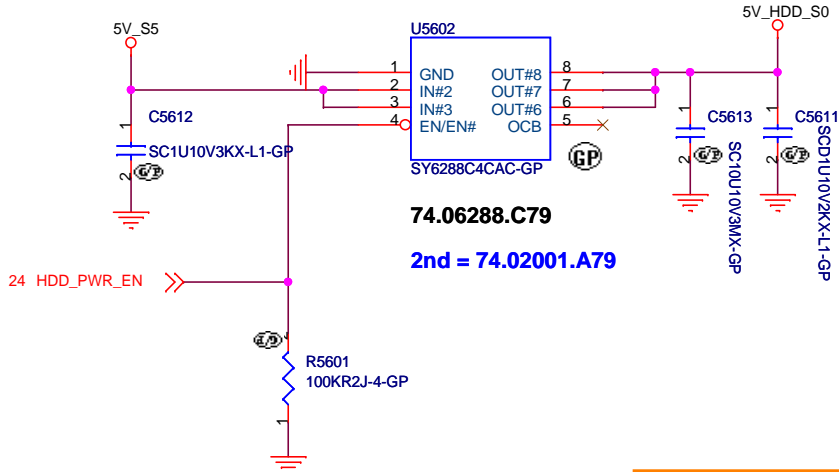 5V_S5
5V_HDD_S0
U5602
1 GND OUT#8 8
2 IN#2 OUT#7 7
3 IN#3 OUT#6 6
4 EN/EN# OCB 5
SY6288C4CAC-GP
GP
74.06288.C79
2nd = 74.02001.A79
1
C5612
SC1U10V3KX-L1-GP
2
G/P
1
C5613
SC10U10V3MX-GP
2
G/P
1
C5611
SCD1U10V2KX-L1-GP
2
G/P
24 HDD_PWR_EN
G/P
R5601
100KR2J-4-GP
1